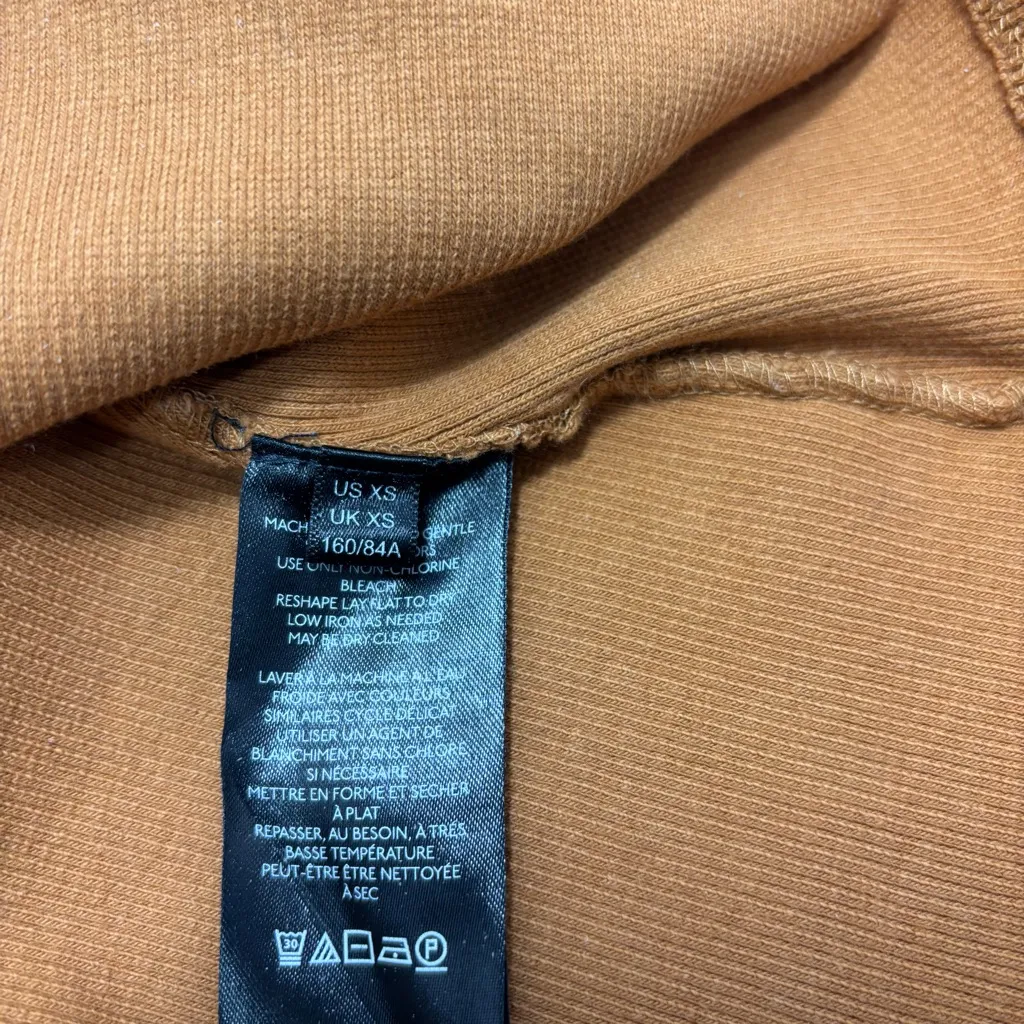 US XS
UK XS
160/84A
MACH GENTLE
ORS
USE ONLY NON-CHLORINE
BLEACH
RESHAPE LAY FLAT TO DRY
LOW IRON AS NEEDED
MAY BE DRY CLEANED
LAVER À LA MACHINE À L'EAU
FROIDE AVEC COULEURS
SIMILAIRES CYCLE DÉLICAT
UTILISER UN AGENT DE
BLANCHIMENT SANS CHLORE
SI NÉCESSAIRE
METTRE EN FORME ET SÉCHER
À PLAT
REPASSER, AU BESOIN, À TRÈS
BASSE TEMPÉRATURE
PEUT-ÊTRE ÊTRE NETTOYÉE
À SEC
30 P